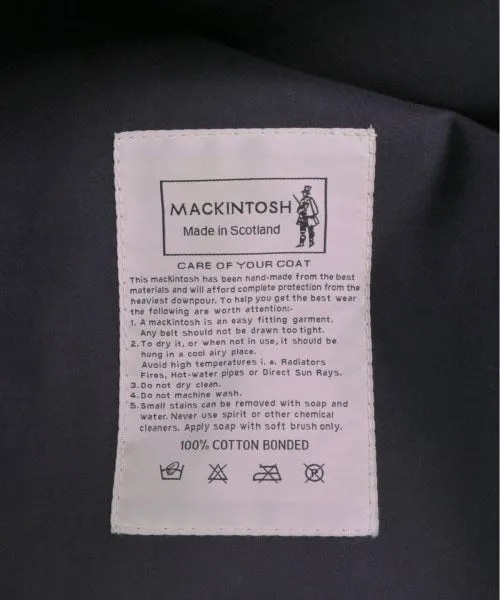 MACKINTOSH
Made in Scotland
CARE OF YOUR COAT
This mackintosh has been hand-made from the best
materials and will afford complete protection from the
heaviest downpour. To help you get the best wear
the following are worth attention:-
1. A mackintosh is an easy fitting garment.
Any belt should not be drawn too tight.
2. To dry it, or when not in use, it should be
hung in a cool airy place.
Avoid high temperatures i. e. Radiators
Fires, Hot-water pipes or Direct Sun Rays.
3. Do not dry clean.
4. Do not machine wash.
5. Small stains can be removed with soap and
water. Never use spirit or other chemical
cleaners. Apply soap with soft brush only.
100% COTTON BONDED